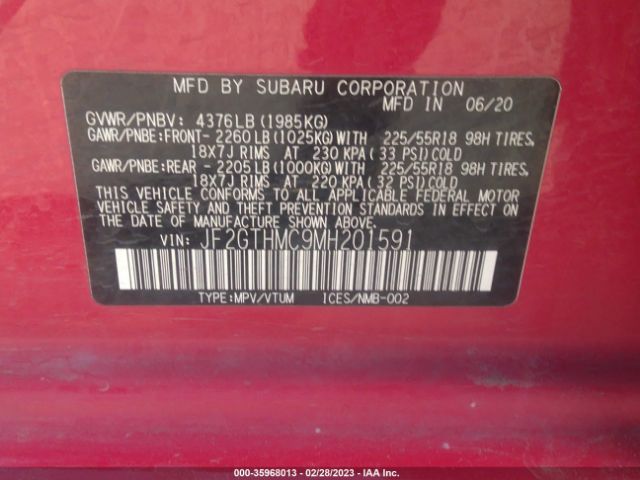 MFD BY SUBARU CORPORATION
MFD IN 06/20
GVWR/PNBV: 4376LB(1985KG)
GAWR/PNBE:FRONT- 2260LB(1025KG)WITH 225/55R18 98H TIRES,
18X7J RIMS AT 230 KPA(33 PSI)COLD
GAWR/PNBE:REAR - 2205LB(1000KG)WITH 225/55R18 98H TIRES,
18X7J RIMS AT 220 KPA(32 PSI)COLD
THIS VEHICLE CONFORMS TO ALL APPLICABLE FEDERAL MOTOR
VEHICLE SAFETY AND THEFT PREVENTION STANDARDS IN EFFECT ON
THE DATE OF MANUFACTURE SHOWN ABOVE.
VIN: JF2GTHMC9MH201591
TYPE:MPV/VTUM ICES/NMB-002
000-35968013 - 02/28/2023 - IAA Inc.